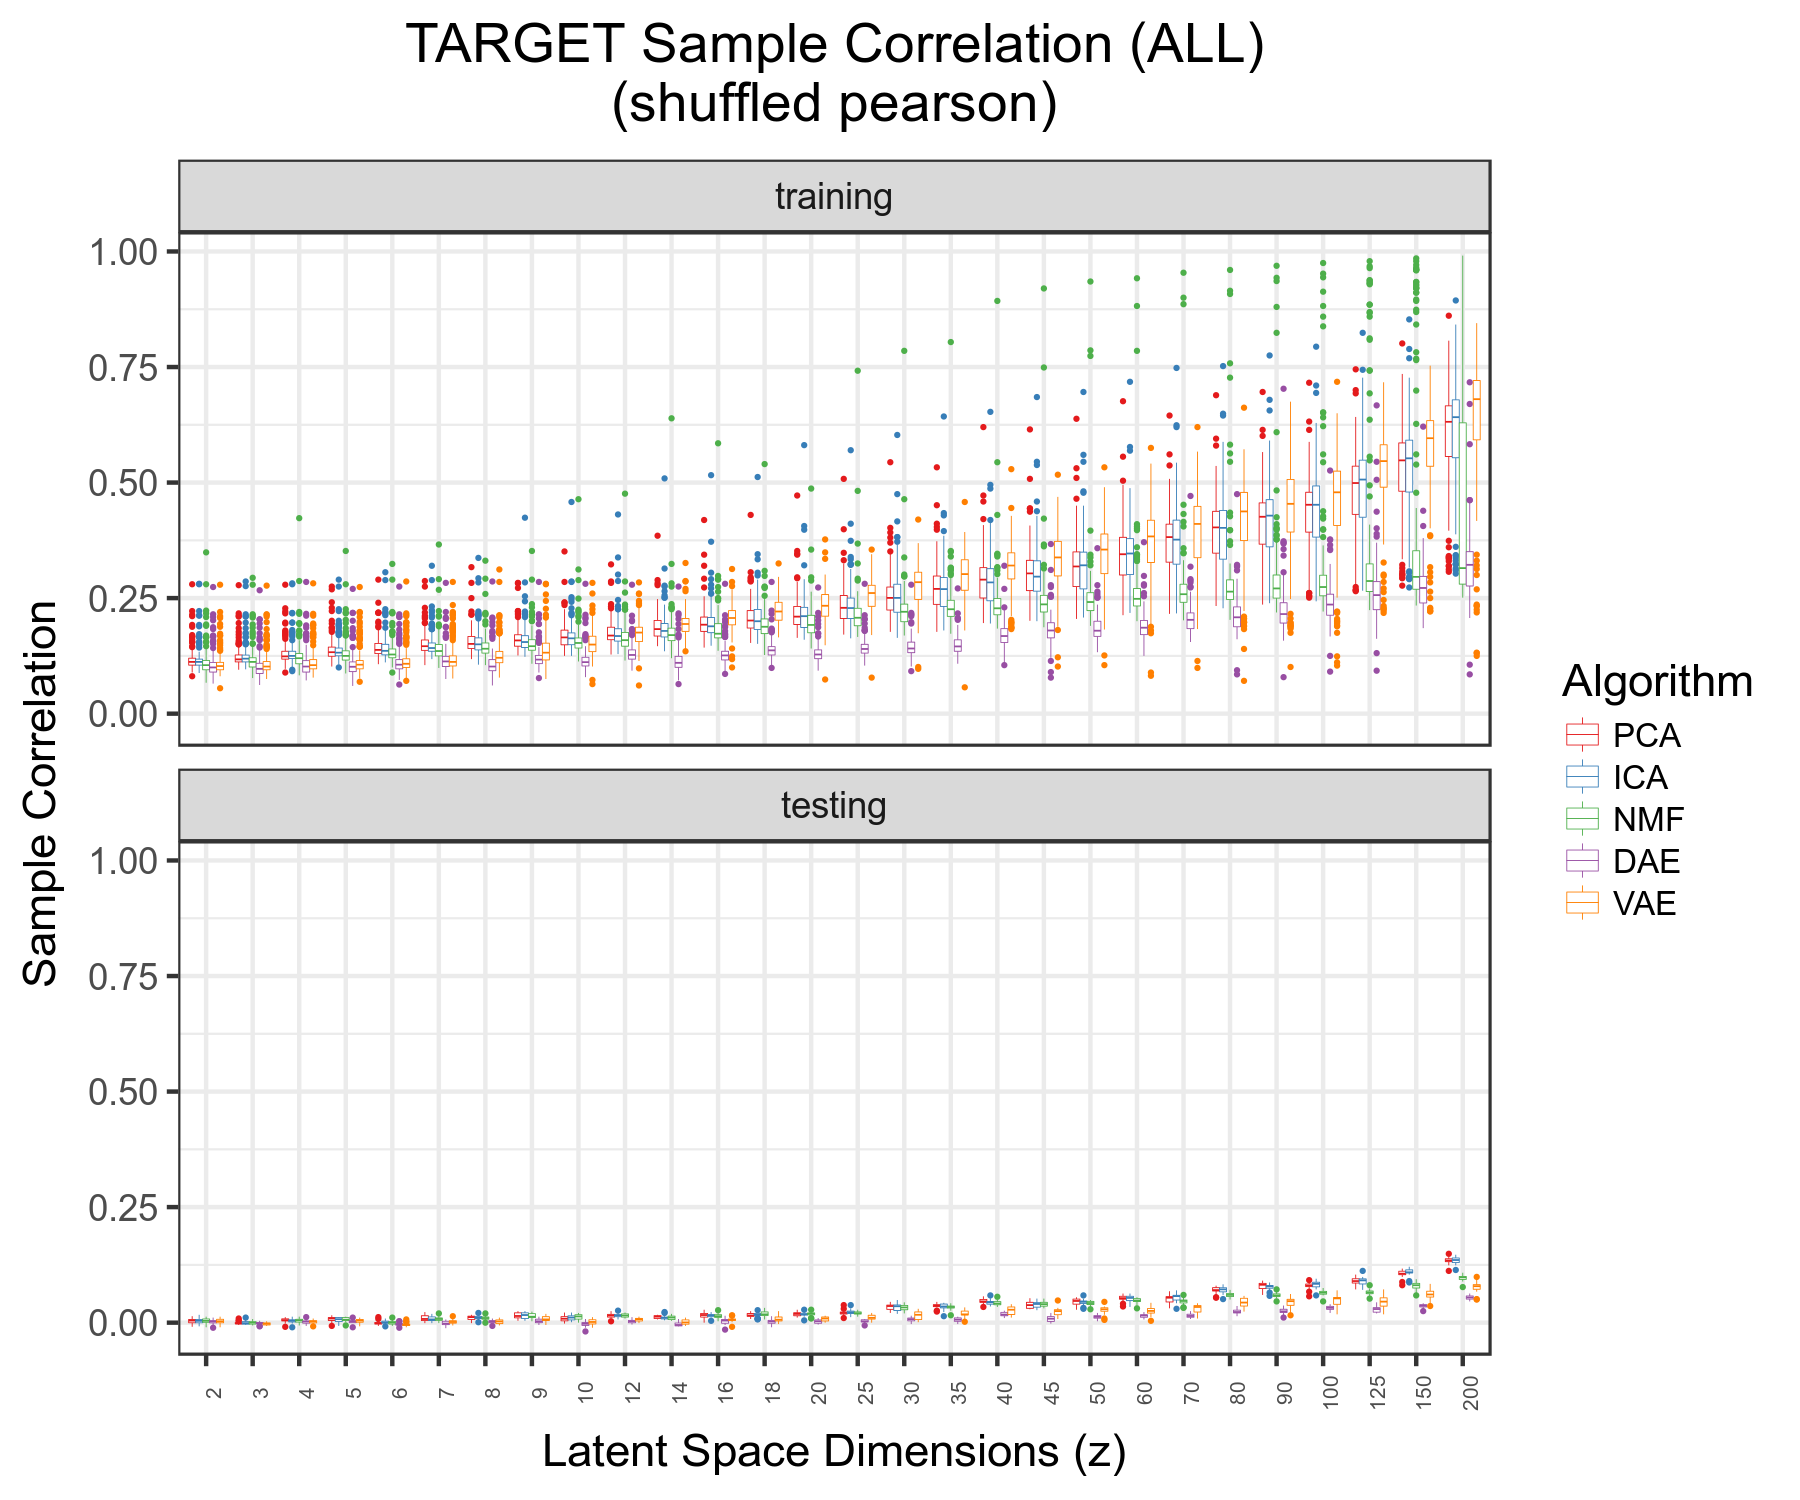 TARGET Sample Correlation (ALL)
(shuffled pearson)
training
1.00
0.75
0.50
0.25
0.00
testing
1.00
0.75
0.50
0.25
0.00
Sample Correlation
2 3 4 5 6 7 8 9 10 12 14 16 18 20 25 30 35 40 45 50 60 70 80 90 100 125 150 200
Latent Space Dimensions (z)
Algorithm
PCA
ICA
NMF
DAE
VAE